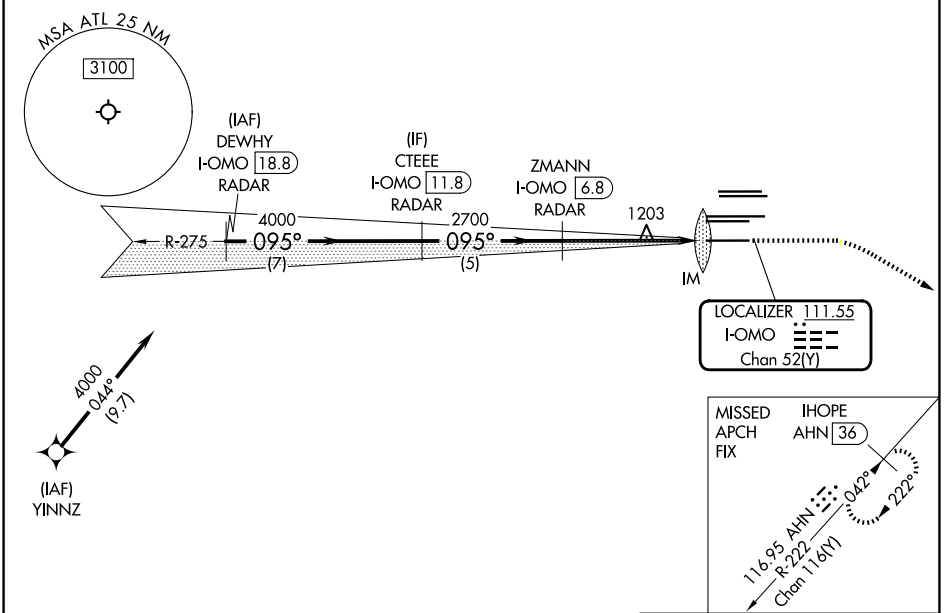 MSA ATL 25 NM
3100
(IAF)
DEWHY
I-OMO 18.8
RADAR
(IF)
CTEEE
I-OMO 11.8
RADAR
ZMANN
I-OMO 6.8
RADAR
1203
R-275
4000
095°
(7)
2700
095°
(5)
IM
LOCALIZER 111.55
I-OMO
Chan 52(Y)
4000
044°
(9.7)
(IAF)
YINNZ
MISSED
APCH
FIX
IHOPE
AHN 36
042°
222°
116.95 AHN
R-222
Chan 116(Y)